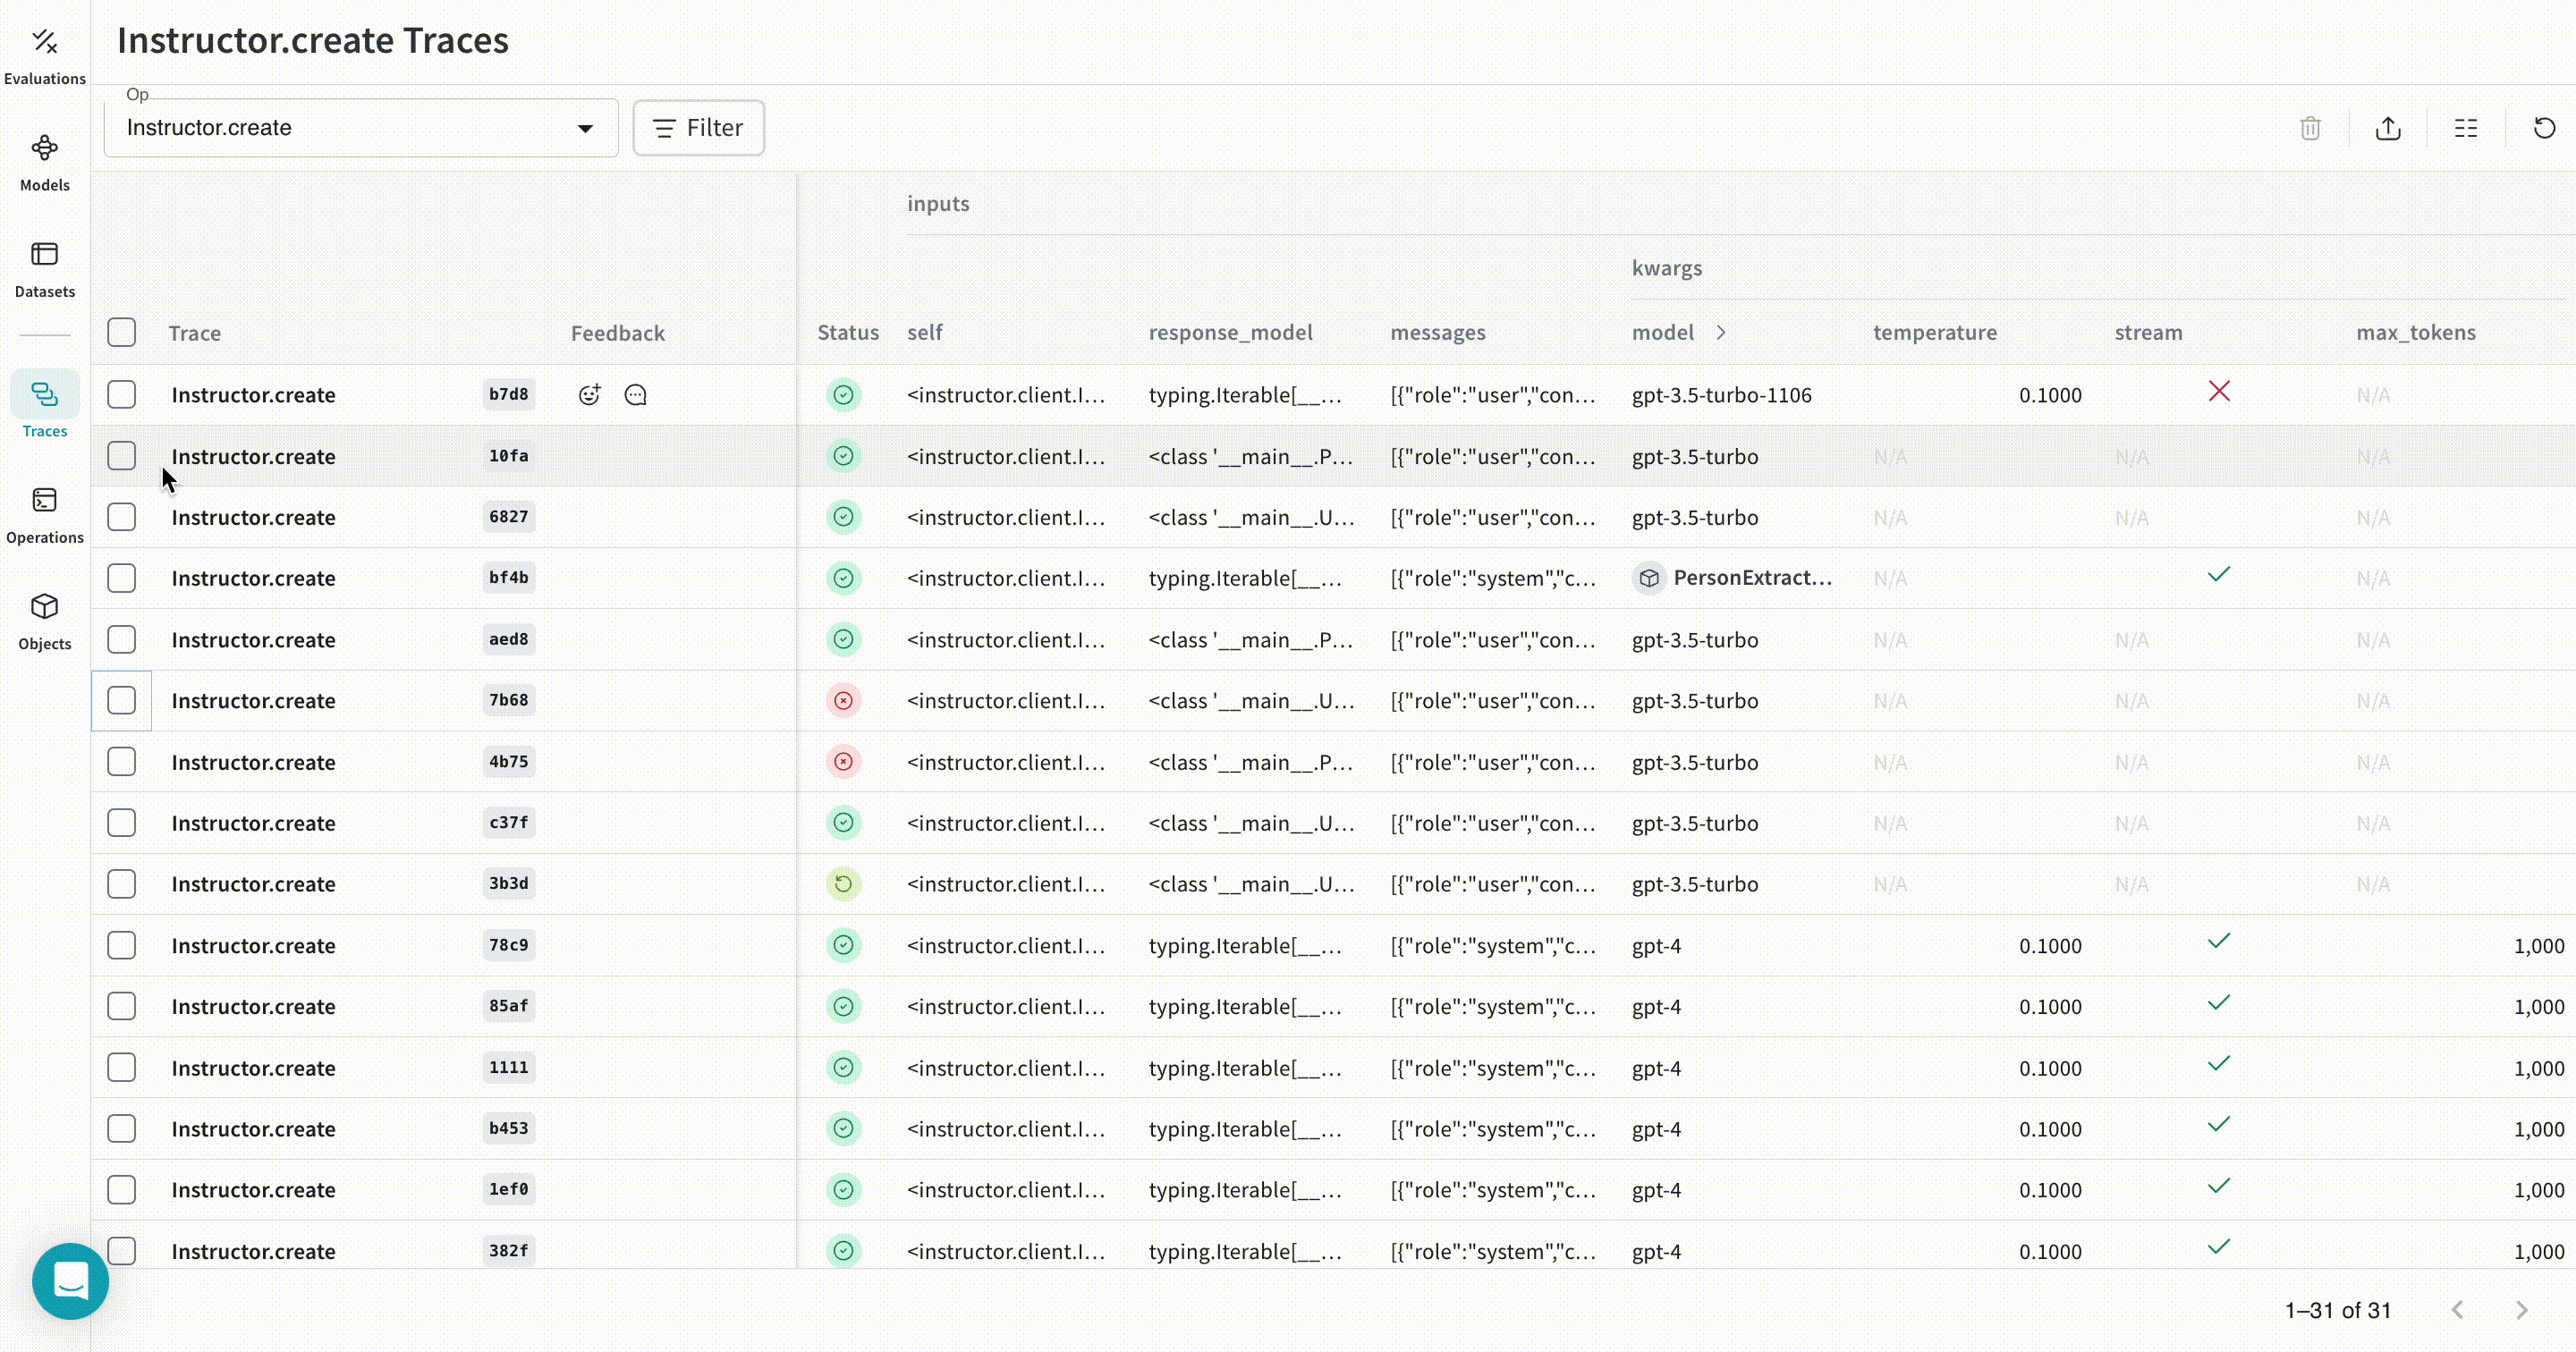 Instructor.create Traces
Evaluations
Models
Datasets
Traces
Operations
Objects
Op
Instructor.create
Filter
inputs
kwargs
Trace Feedback Status self response_model messages model temperature stream max_tokens
Instructor.create b7d8 <instructor.client.I... typing.Iterable[__... [{"role":"user","con... gpt-3.5-turbo-1106 0.1000 N/A
Instructor.create 10fa <instructor.client.I... <class '__main__.P... [{"role":"user","con... gpt-3.5-turbo N/A N/A N/A
Instructor.create 6827 <instructor.client.I... <class '__main__.U... [{"role":"user","con... gpt-3.5-turbo N/A N/A N/A
Instructor.create bf4b <instructor.client.I... typing.Iterable[__... [{"role":"system","c... PersonExtract... N/A N/A
Instructor.create aed8 <instructor.client.I... <class '__main__.P... [{"role":"user","con... gpt-3.5-turbo N/A N/A N/A
Instructor.create 7b68 <instructor.client.I... <class '__main__.U... [{"role":"user","con... gpt-3.5-turbo N/A N/A N/A
Instructor.create 4b75 <instructor.client.I... <class '__main__.P... [{"role":"user","con... gpt-3.5-turbo N/A N/A N/A
Instructor.create c37f <instructor.client.I... <class '__main__.U... [{"role":"user","con... gpt-3.5-turbo N/A N/A N/A
Instructor.create 3b3d <instructor.client.I... <class '__main__.U... [{"role":"user","con... gpt-3.5-turbo N/A N/A N/A
Instructor.create 78c9 <instructor.client.I... typing.Iterable[__... [{"role":"system","c... gpt-4 0.1000 1,000
Instructor.create 85af <instructor.client.I... typing.Iterable[__... [{"role":"system","c... gpt-4 0.1000 1,000
Instructor.create 1111 <instructor.client.I... typing.Iterable[__... [{"role":"system","c... gpt-4 0.1000 1,000
Instructor.create b453 <instructor.client.I... typing.Iterable[__... [{"role":"system","c... gpt-4 0.1000 1,000
Instructor.create 1ef0 <instructor.client.I... typing.Iterable[__... [{"role":"system","c... gpt-4 0.1000 1,000
Instructor.create 382f <instructor.client.I... typing.Iterable[__... [{"role":"system","c... gpt-4 0.1000 1,000
1–31 of 31